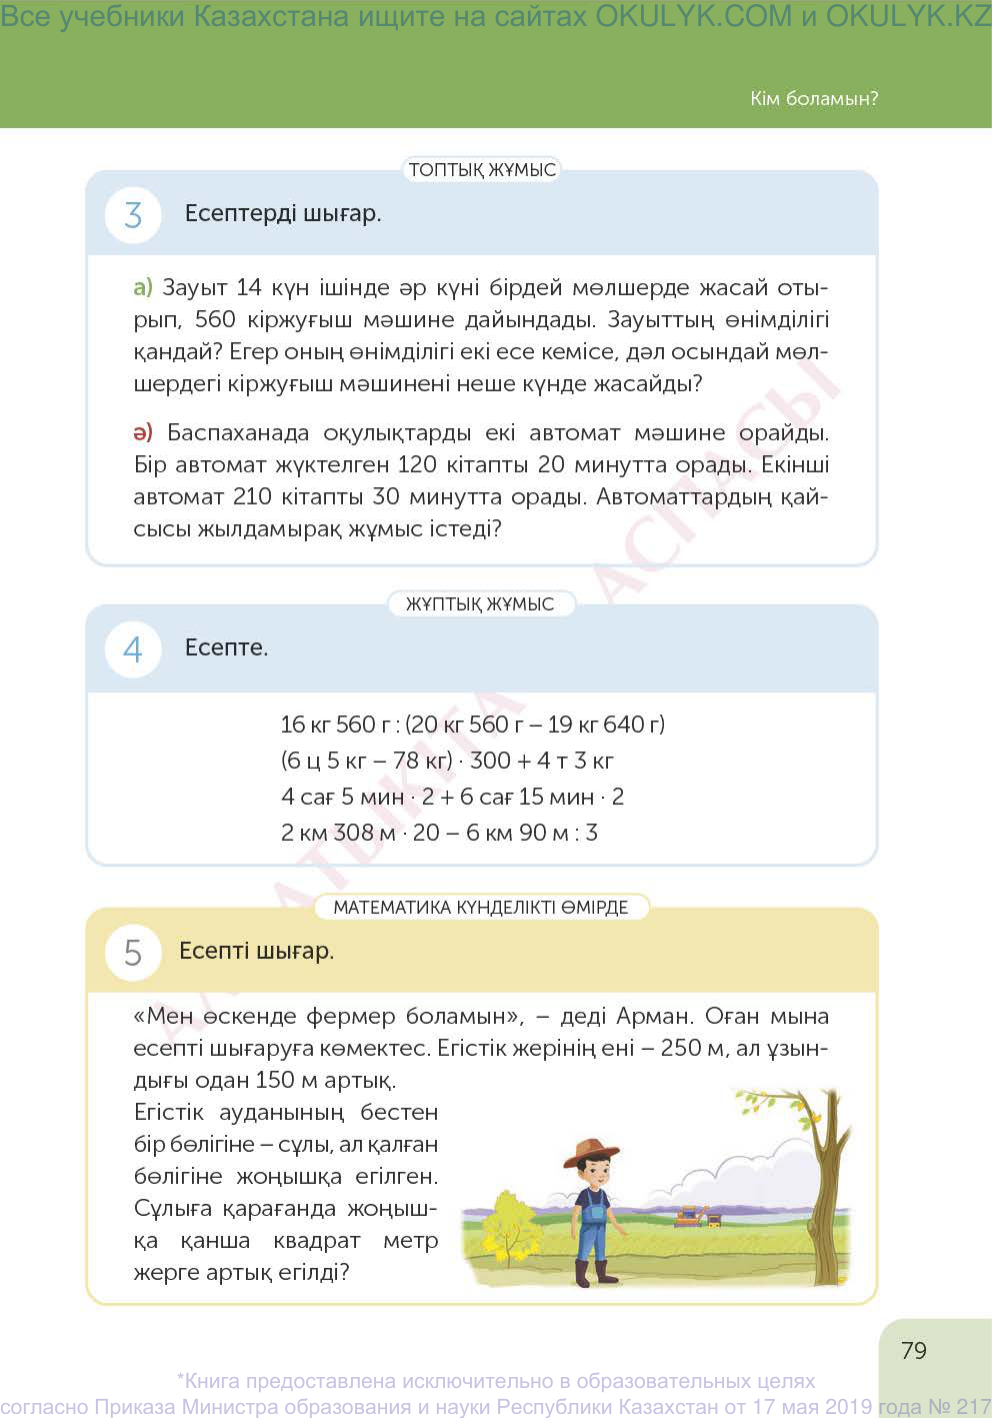 Все учебники Казахстана ищите на сайтах OKULYK.COM и OKULYK.KZ
Кім боламын?
ТОПТЫҚ ЖҰМЫС
3 Есептерді шығар.
а) Зауыт 14 күн ішінде әр күні бірдей мөлшерде жасай оты-
рып, 560 кіржуғыш мәшине дайындады. Зауыттың өнімділігі
қандай? Егер оның өнімділігі екі есе кемісе, дәл осындай мөл-
шердегі кіржуғыш мәшинені неше күнде жасайды?
ә) Баспаханада оқулықтарды екі автомат мәшине орайды.
Бір автомат жүктелген 120 кітапты 20 минутта орады. Екінші
автомат 210 кітапты 30 минутта орады. Автоматтардың қай-
сысы жылдамырақ жұмыс істеді?
ЖҰПТЫҚ ЖҰМЫС
4 Есепте.
16 кг 560 г : (20 кг 560 г – 19 кг 640 г)
(6 ц 5 кг – 78 кг) · 300 + 4 т 3 кг
4 сағ 5 мин · 2 + 6 сағ 15 мин · 2
2 км 308 м · 20 – 6 км 90 м : 3
МАТЕМАТИКА КҮНДЕЛІКТІ ӨМІРДЕ
5 Есепті шығар.
«Мен өскенде фермер боламын», – деді Арман. Оған мына
есепті шығаруға көмектес. Егістік жерінің ені – 250 м, ал ұзын-
дығы одан 150 м артық.
Егістік ауданының бестен
бір бөлігіне – сұлы, ал қалған
бөлігіне жоңышқа егілген.
Сұлыға қарағанда жоңыш-
қа қанша квадрат метр
жерге артық егілді?
79
*Книга предоставлена исключительно в образовательных целях
согласно Приказа Министра образования и науки Республики Казахстан от 17 мая 2019 года № 217